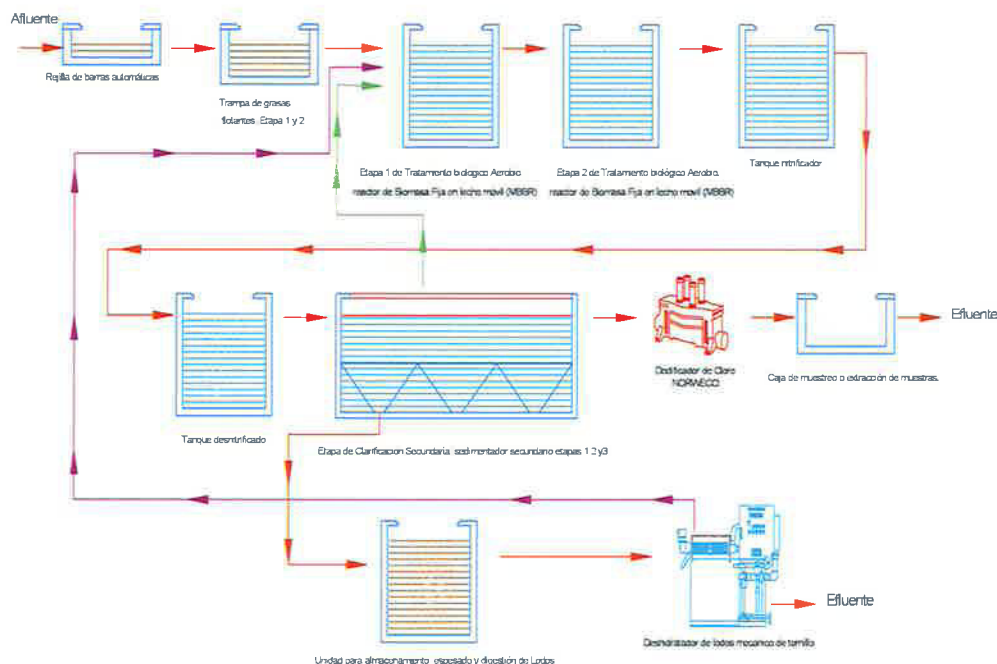 Afluente
Rejilla de barras automáticas
Trampa de grasas
flotantes. Etapa 1 y 2
Etapa 1 de Tratamiento biológico Aerobio.
reactor de Biomasa Fija en lecho movil (MBBR)
Etapa 2 de Tratamiento biológico Aerobio.
reactor de Biomasa Fija en lecho movil (MBBR)
Tanque nitrificador
Tanque desnitrificado
Etapa de Clarificacion Secundaria. sedimentador secundario etapas 1 2 y3
Dosificador de Cloro
NORWECO
Caja de muestreo o extracción de muestras.
Efluente
Unidad para almacenamiento, espesado y digestión de Lodos
Deshidratador de lodos mecanico de tornillo
Efluente